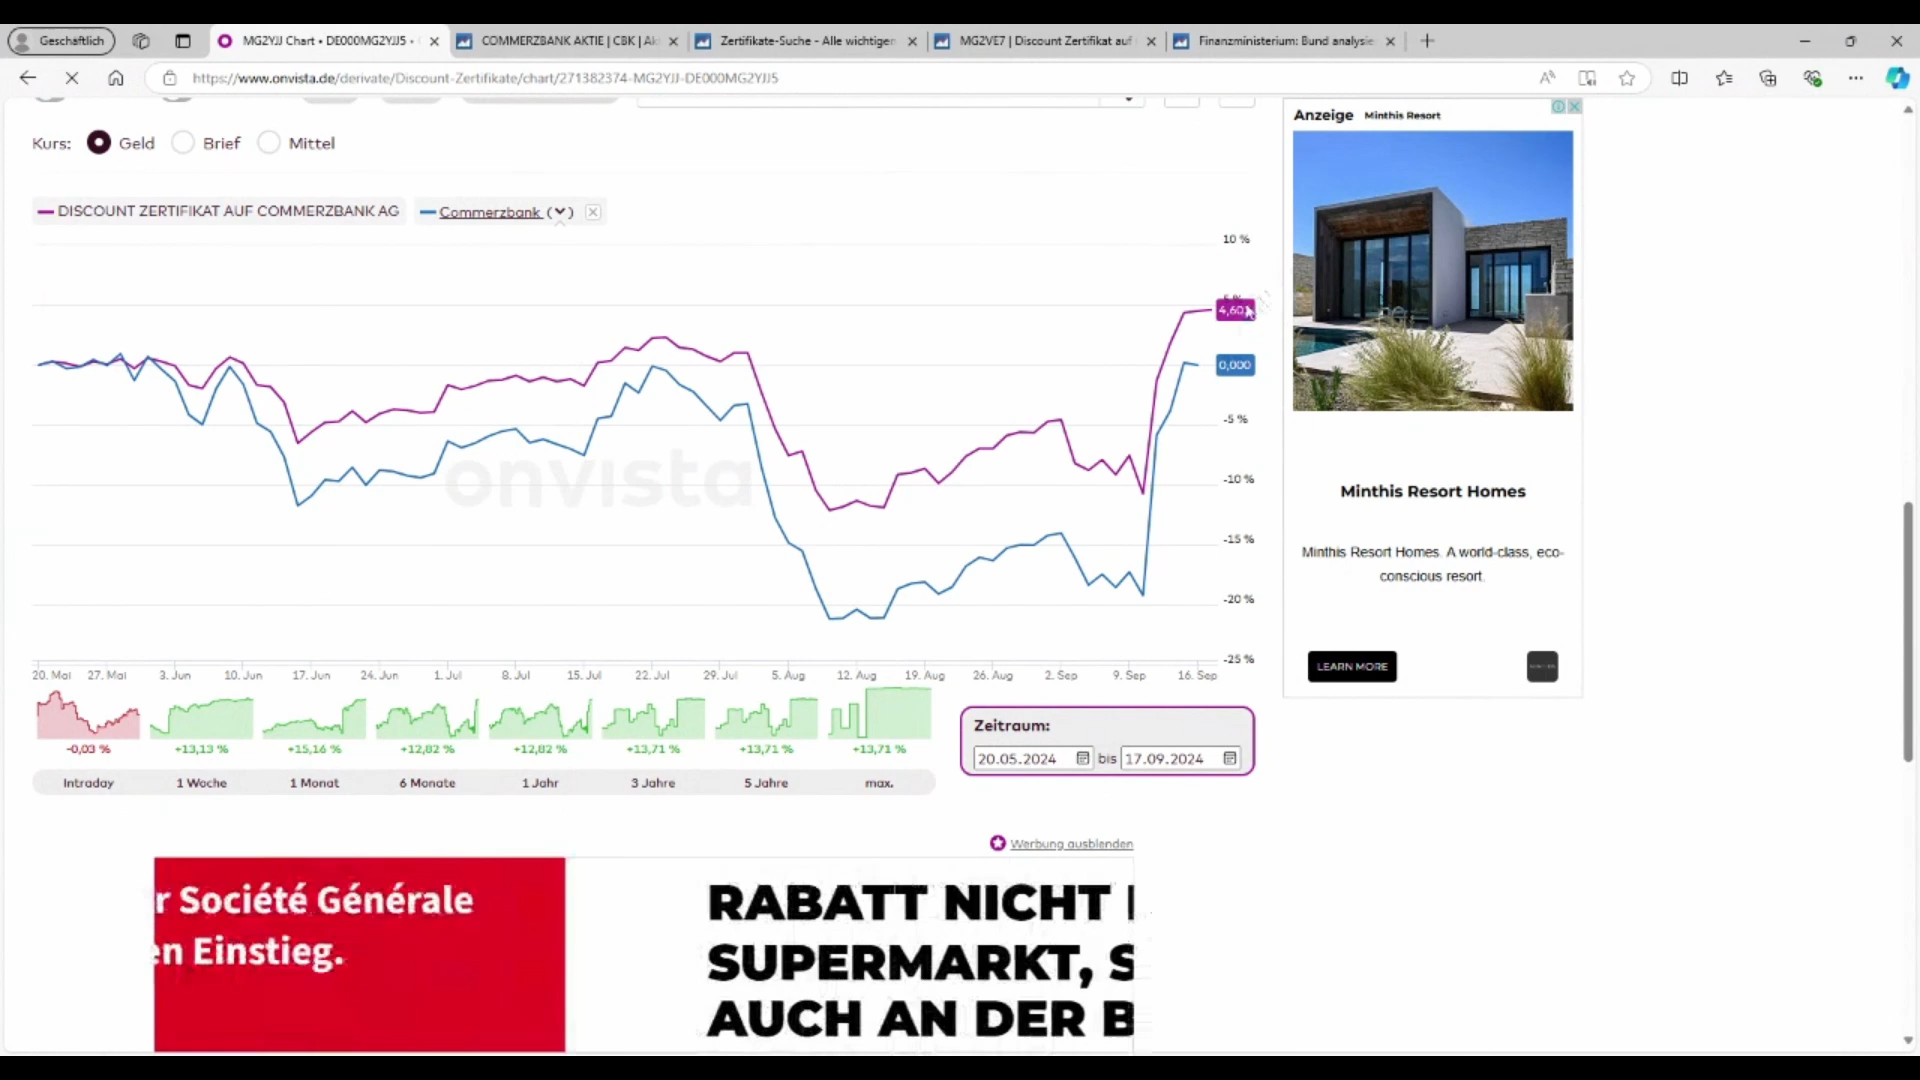 Geschäftlich
MG2YJJ Chart • DE000MG2YJJ5 •
COMMERZBANK AKTIE | CBK | Ak
Zertifikate-Suche - Alle wichtigen
MG2VE7 | Discount Zertifikat auf
Finanzministerium: Bund analysie
https://www.onvista.de/derivate/Discount-Zertifikate/chart/271382374-MG2YJJ-DE000MG2YJJ5
Kurs: Geld Brief Mittel
DISCOUNT ZERTIFIKAT AUF COMMERZBANK AG
Commerzbank ( )
onvista
10 %
5 %
4,60
0,000
-5 %
-10 %
-15 %
-20 %
-25 %
20. Mai 27. Mai 3. Jun 10. Jun 17. Jun 24. Jun 1. Jul 8. Jul 15. Jul 22. Jul 29. Jul 5. Aug 12. Aug 19. Aug 26. Aug 2. Sep 9. Sep 16. Sep
-0,03 % +13,13 % +15,16 % +12,82 % +12,82 % +13,71 % +13,71 % +13,71 %
Intraday 1 Woche 1 Monat 6 Monate 1 Jahr 3 Jahre 5 Jahre max.
Zeitraum:
20.05.2024 bis 17.09.2024
Anzeige Minthis Resort
Minthis Resort Homes
Minthis Resort Homes. A world-class, eco-
conscious resort.
LEARN MORE
Werbung ausblenden
r Société Générale
en Einstieg.
RABATT NICHT
SUPERMARKT, S
AUCH AN DER B